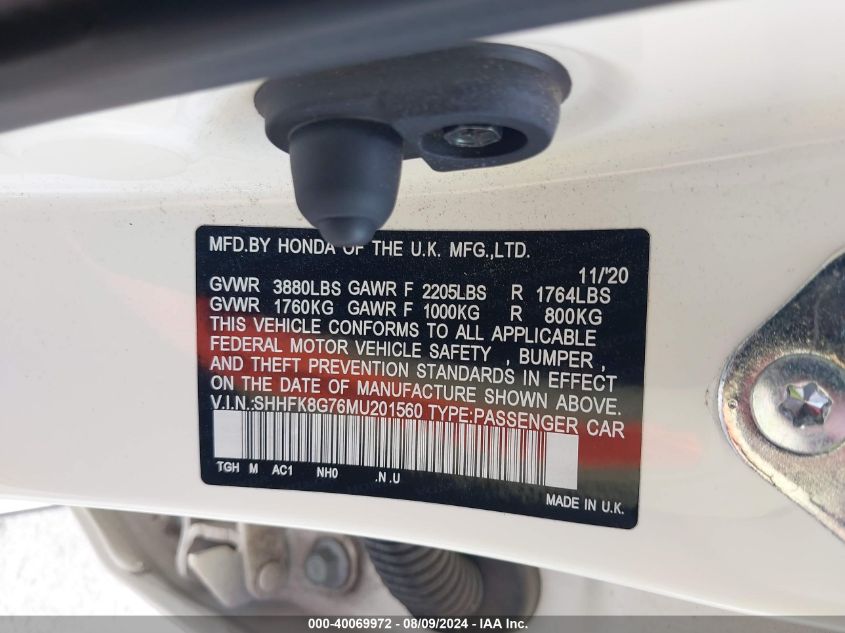 MFD.BY HONDA OF THE U.K. MFG.,LTD.
11/'20
GVWR 3880LBS GAWR F 2205LBS R 1764LBS
GVWR 1760KG GAWR F 1000KG R 800KG
THIS VEHICLE CONFORMS TO ALL APPLICABLE
FEDERAL MOTOR VEHICLE SAFETY , BUMPER ,
AND THEFT PREVENTION STANDARDS IN EFFECT
ON THE DATE OF MANUFACTURE SHOWN ABOVE.
V.I.N.:SHHFK8G76MU201560 TYPE:PASSENGER CAR
TGH M AC1 NH0 .N.U
MADE IN U.K.
000-40069972 - 08/09/2024 - IAA Inc.